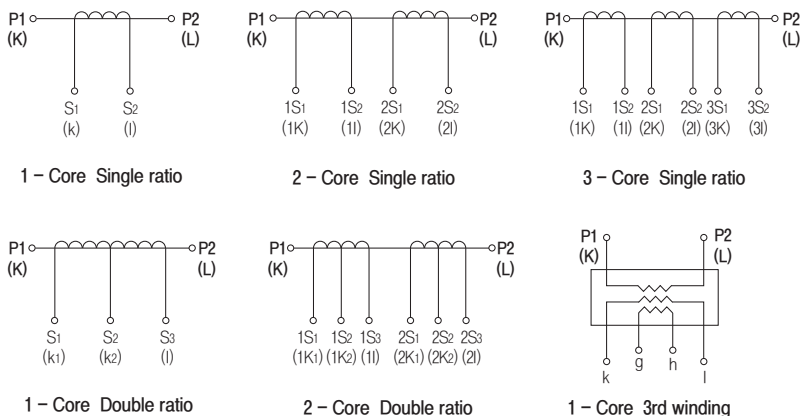 P1 P2
(K) (L)
S1 S2
(k) (l)
1 – Core Single ratio
P1 P2
(K) (L)
1S1 1S2 2S1 2S2
(1K) (1l) (2K) (2l)
2 – Core Single ratio
P1 P2
(K) (L)
1S1 1S2 2S1 2S2 3S1 3S2
(1K) (1l) (2K) (2l) (3K) (3l)
3 – Core Single ratio
P1 P2
(K) (L)
S1 S2 S3
(k1) (k2) (l)
1 – Core Double ratio
P1 P2
(K) (L)
1S1 1S2 1S3 2S1 2S2 2S3
(1K1) (1K2) (1l) (2K1) (2K2) (2l)
2 – Core Double ratio
P1 P2
(K) (L)
k g h l
1 – Core 3rd winding